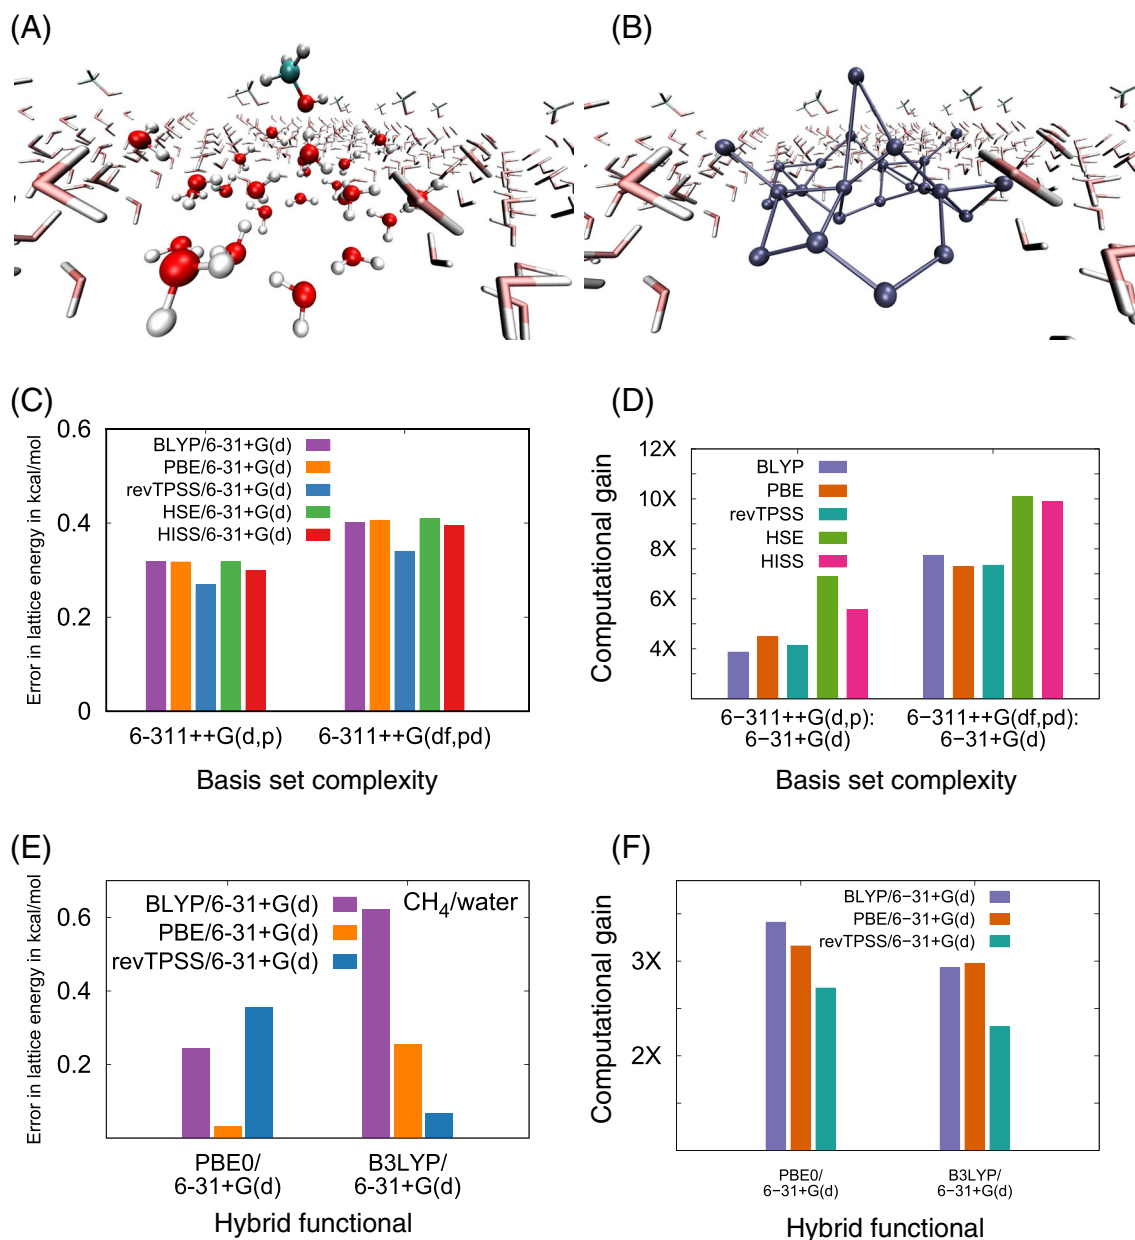 (A)
(B)
(C)
Error in lattice energy in kcal/mol
0.6
0.4
0.2
0
BLYP/6-31+G(d)
PBE/6-31+G(d)
revTPSS/6-31+G(d)
HSE/6-31+G(d)
HISS/6-31+G(d)
6-311++G(d,p)
6-311++G(df,pd)
Basis set complexity
(D)
Computational gain
12X
10X
8X
6X
4X
BLYP
PBE
revTPSS
HSE
HISS
6−311++G(d,p):
6−31+G(d)
6−311++G(df,pd):
6−31+G(d)
Basis set complexity
(E)
Error in lattice energy in kcal/mol
0.6
0.4
0.2
BLYP/6-31+G(d)
PBE/6-31+G(d)
revTPSS/6-31+G(d)
CH4/water
PBE0/
6-31+G(d)
B3LYP/
6-31+G(d)
Hybrid functional
(F)
Computational gain
3X
2X
BLYP/6−31+G(d)
PBE/6−31+G(d)
revTPSS/6−31+G(d)
PBE0/
6−31+G(d)
B3LYP/
6−31+G(d)
Hybrid functional